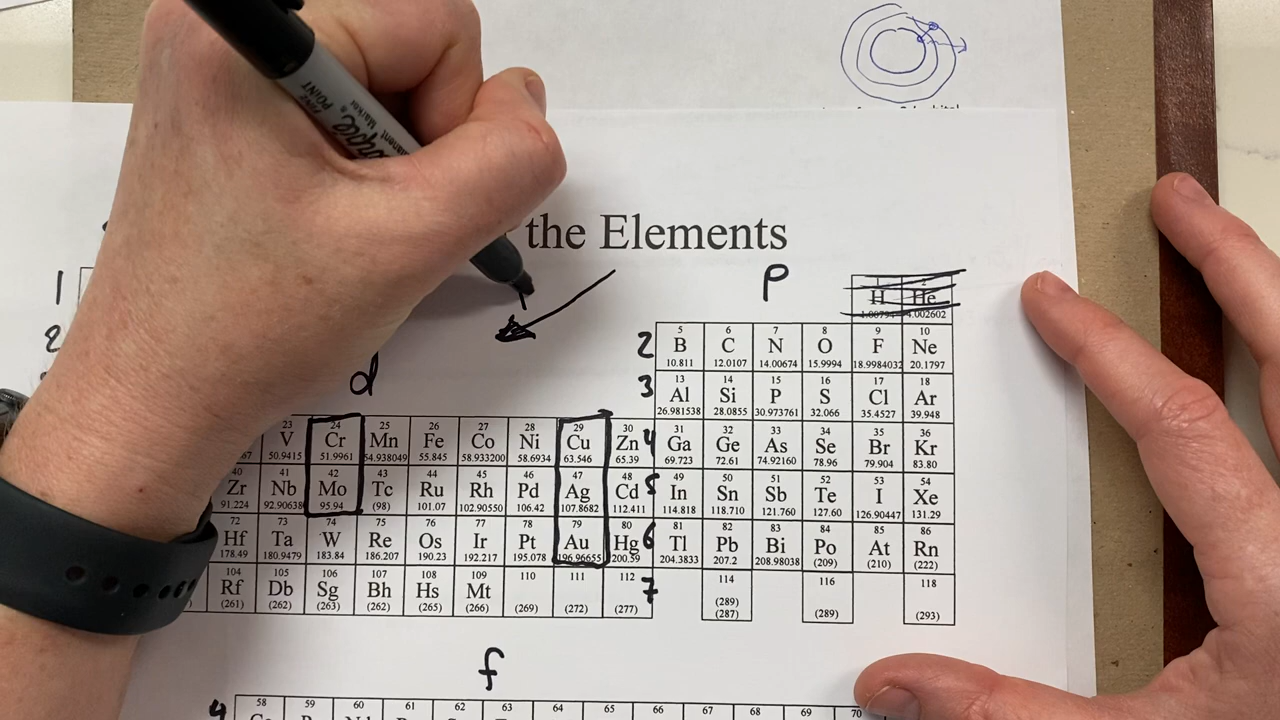 FINE POINT
Permanent Marker
the Elements
1
P
H He
1.00794 4.002602
2
2
5 6 7 8 9 10
B C N O F Ne
10.811 12.0107 14.00674 15.9994 18.9984032 20.1797
3
13 14 15 16 17 18
Al Si P S Cl Ar
26.981538 28.0855 30.973761 32.066 35.4527 39.948
d
23 24 25 26 27 28 29 30 31 32 33 34 35 36
V Cr Mn Fe Co Ni Cu Zn 4 Ga Ge As Se Br Kr
50.9415 51.9961 54.938049 55.845 58.933200 58.6934 63.546 65.39 69.723 72.61 74.92160 78.96 79.904 83.80
40 41 42 43 44 45 46 47 48 49 50 51 52 53 54
Zr Nb Mo Tc Ru Rh Pd Ag Cd 5 In Sn Sb Te I Xe
91.224 92.90638 95.94 (98) 101.07 102.90550 106.42 107.8682 112.411 114.818 118.710 121.760 127.60 126.90447 131.29
72 73 74 75 76 77 78 79 80 81 82 83 84 85 86
Hf Ta W Re Os Ir Pt Au Hg 6 Tl Pb Bi Po At Rn
178.49 180.9479 183.84 186.207 190.23 192.217 195.078 196.96655 200.59 204.3833 207.2 208.98038 (209) (210) (222)
104 105 106 107 108 109 110 111 112 7 114 116 118
Rf Db Sg Bh Hs Mt
(261) (262) (263) (262) (265) (266) (269) (272) (277) (289) (289) (293)
(287)
f
4
58 59 60 61 62 63 64 65 66 67 68 69 70